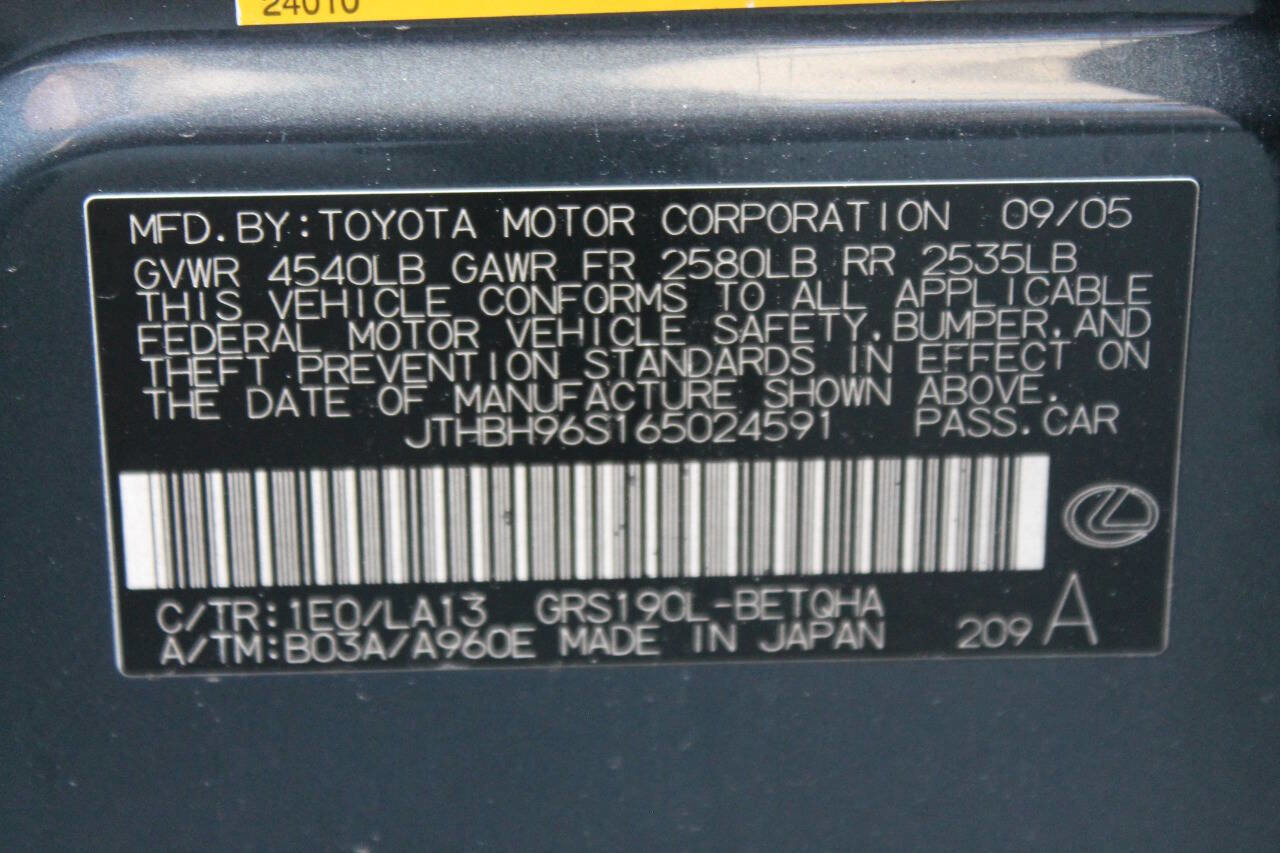 24010
MFD. BY: TOYOTA MOTOR CORPORATION 09/05
GVWR 4540LB GAWR FR 2580LB RR 2535LB
THIS VEHICLE CONFORMS TO ALL APPLICABLE
FEDERAL MOTOR VEHICLE SAFETY, BUMPER, AND
THEFT PREVENTION STANDARDS IN EFFECT ON
THE DATE OF MANUFACTURE SHOWN ABOVE.
JTHBH96S165024591 PASS. CAR
C/TR: 1E0/LA13 GRS190L-BETQHA
A/TM: B03A/A960E MADE IN JAPAN 209 A